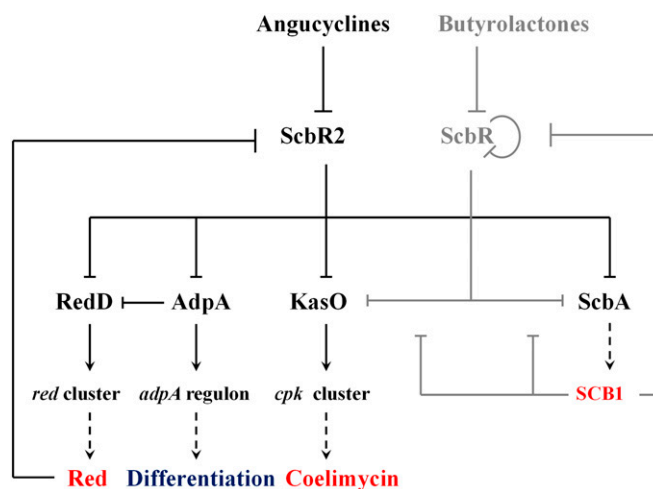 Angucyclines Butyrolactones
ScbR2 ScbR
RedD AdpA KasO ScbA
red cluster adpA regulon cpk cluster SCB1
Red Differentiation Coelimycin